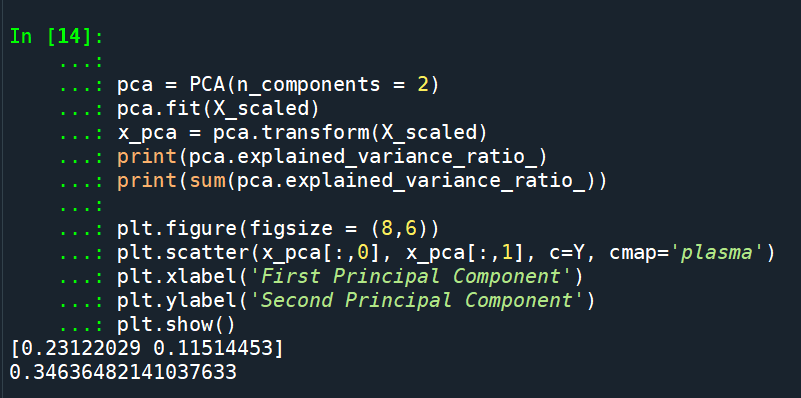 In [14]:
...:
...: pca = PCA(n_components = 2)
...: pca.fit(X_scaled)
...: x_pca = pca.transform(X_scaled)
...: print(pca.explained_variance_ratio_)
...: print(sum(pca.explained_variance_ratio_))
...:
...: plt.figure(figsize = (8,6))
...: plt.scatter(x_pca[:,0], x_pca[:,1], c=Y, cmap='plasma')
...: plt.xlabel('First Principal Component')
...: plt.ylabel('Second Principal Component')
...: plt.show()
[0.23122029 0.11514453]
0.34636482141037633